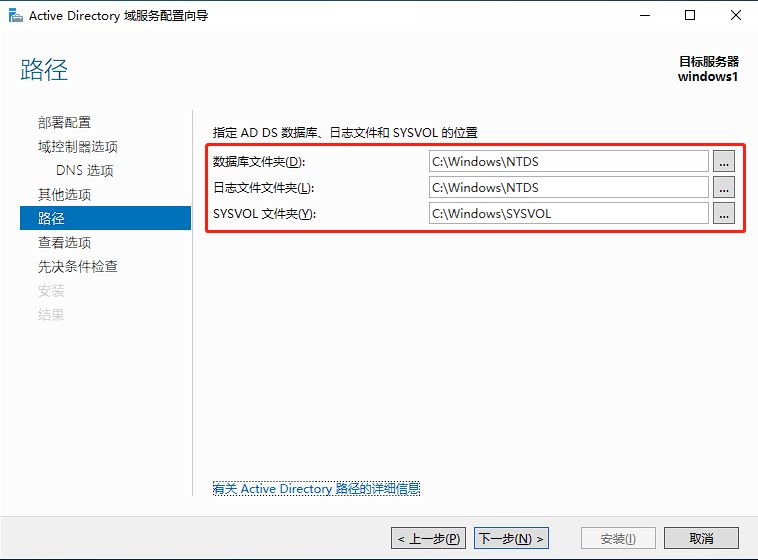 Active Directory 域服务配置向导
路径
目标服务器
windows1
部署配置
域控制器选项
DNS 选项
其他选项
路径
查看选项
先决条件检查
安装
结果
指定 AD DS 数据库、日志文件和 SYSVOL 的位置
数据库文件夹(D): C:\Windows\NTDS ...
日志文件文件夹(L): C:\Windows\NTDS ...
SYSVOL 文件夹(Y): C:\Windows\SYSVOL ...
有关 Active Directory 路径的详细信息
< 上一步(P) 下一步(N) > 安装(I) 取消